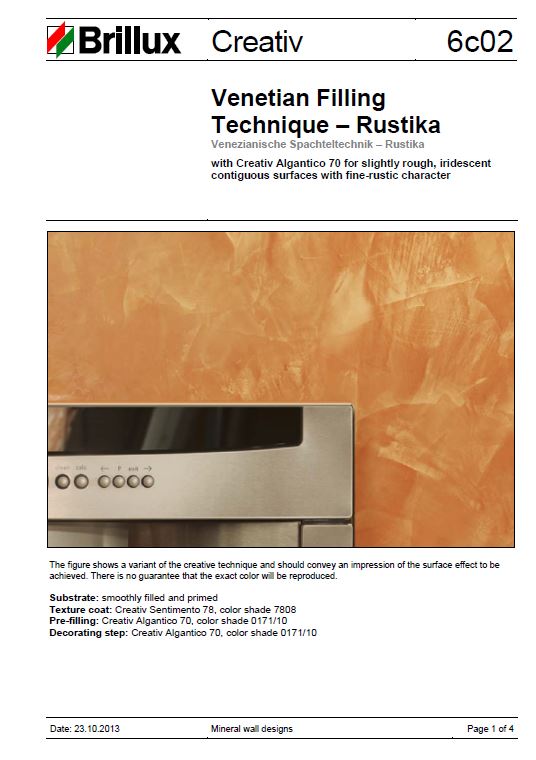 Brillux Creativ 6c02
Venetian Filling
Technique – Rustika
Venezianische Spachteltechnik – Rustika
with Creativ Algantico 70 for slightly rough, iridescent
contiguous surfaces with fine-rustic character
clean calc ← P exit →
The figure shows a variant of the creative technique and should convey an impression of the surface effect to be
achieved. There is no guarantee that the exact color will be reproduced.
Substrate: smoothly filled and primed
Texture coat: Creativ Sentimento 78, color shade 7808
Pre-filling: Creativ Algantico 70, color shade 0171/10
Decorating step: Creativ Algantico 70, color shade 0171/10
Date: 23.10.2013 Mineral wall designs Page 1 of 4